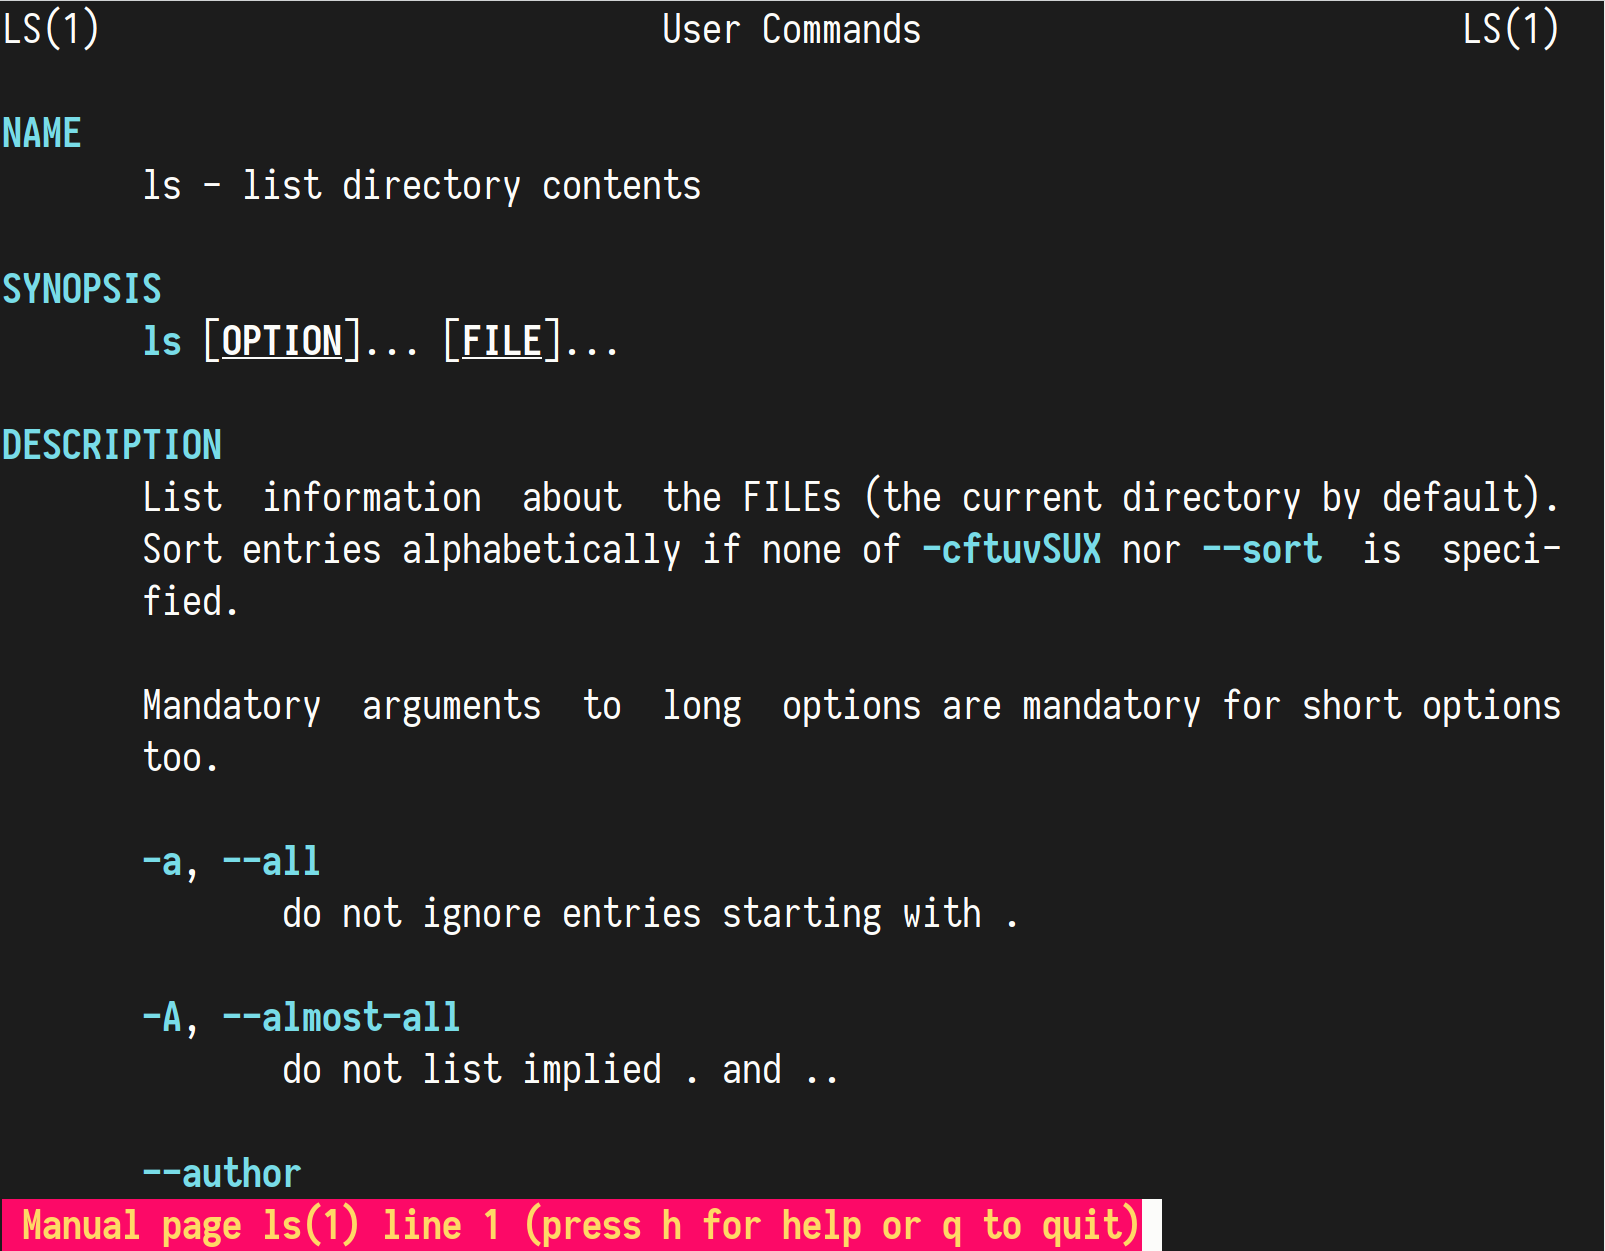 LS(1) User Commands LS(1)
NAME
ls - list directory contents
SYNOPSIS
ls [OPTION]... [FILE]...
DESCRIPTION
List information about the FILEs (the current directory by default).
Sort entries alphabetically if none of -cftuvSUX nor --sort is speci-
fied.
Mandatory arguments to long options are mandatory for short options
too.
-a, --all
do not ignore entries starting with .
-A, --almost-all
do not list implied . and ..
--author
Manual page ls(1) line 1 (press h for help or q to quit)